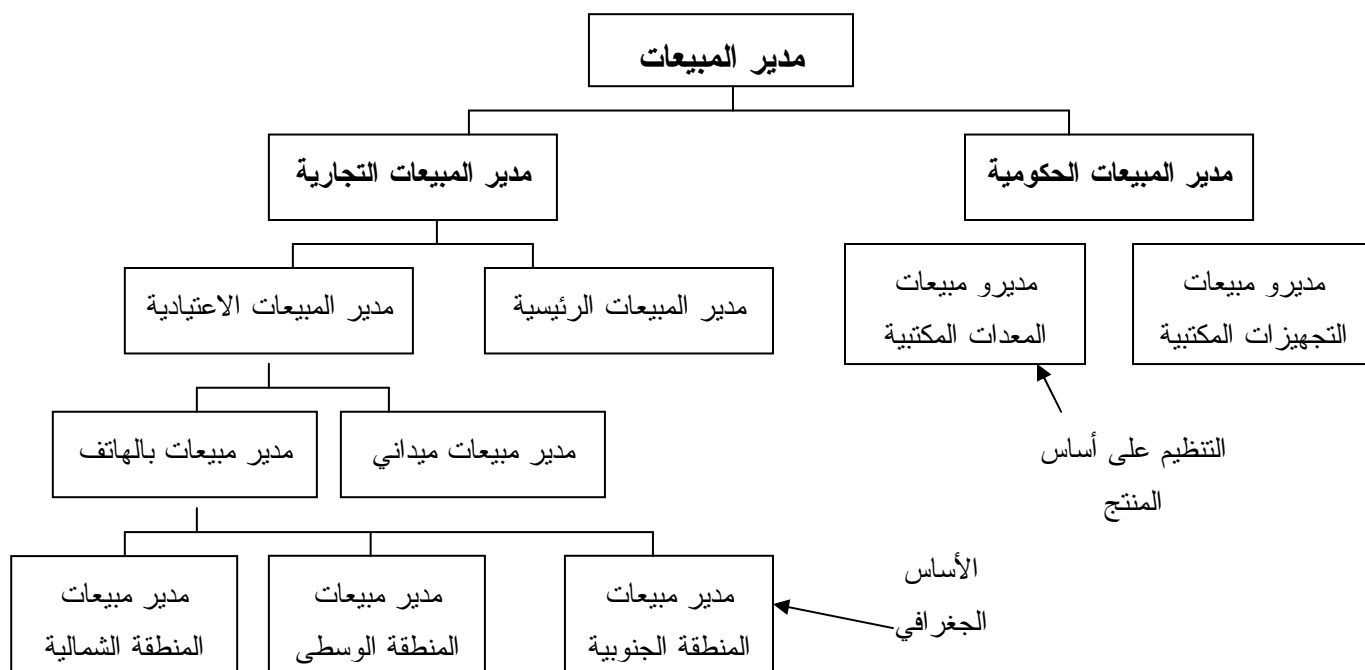 مدير المبيعات
مدير المبيعات الحكومية
مدير المبيعات التجارية
مديرو مبيعات
التجهيزات المكتبية
مديرو مبيعات
المعدات المكتبية
مدير المبيعات الرئيسية
مدير المبيعات الاعتيادية
التنظيم على أساس
المنتج
مدير مبيعات ميداني
مدير مبيعات بالهاتف
الأساس
الجغرافي
مدير مبيعات
المنطقة الجنوبية
مدير مبيعات
المنطقة الوسطى
مدير مبيعات
المنطقة الشمالية